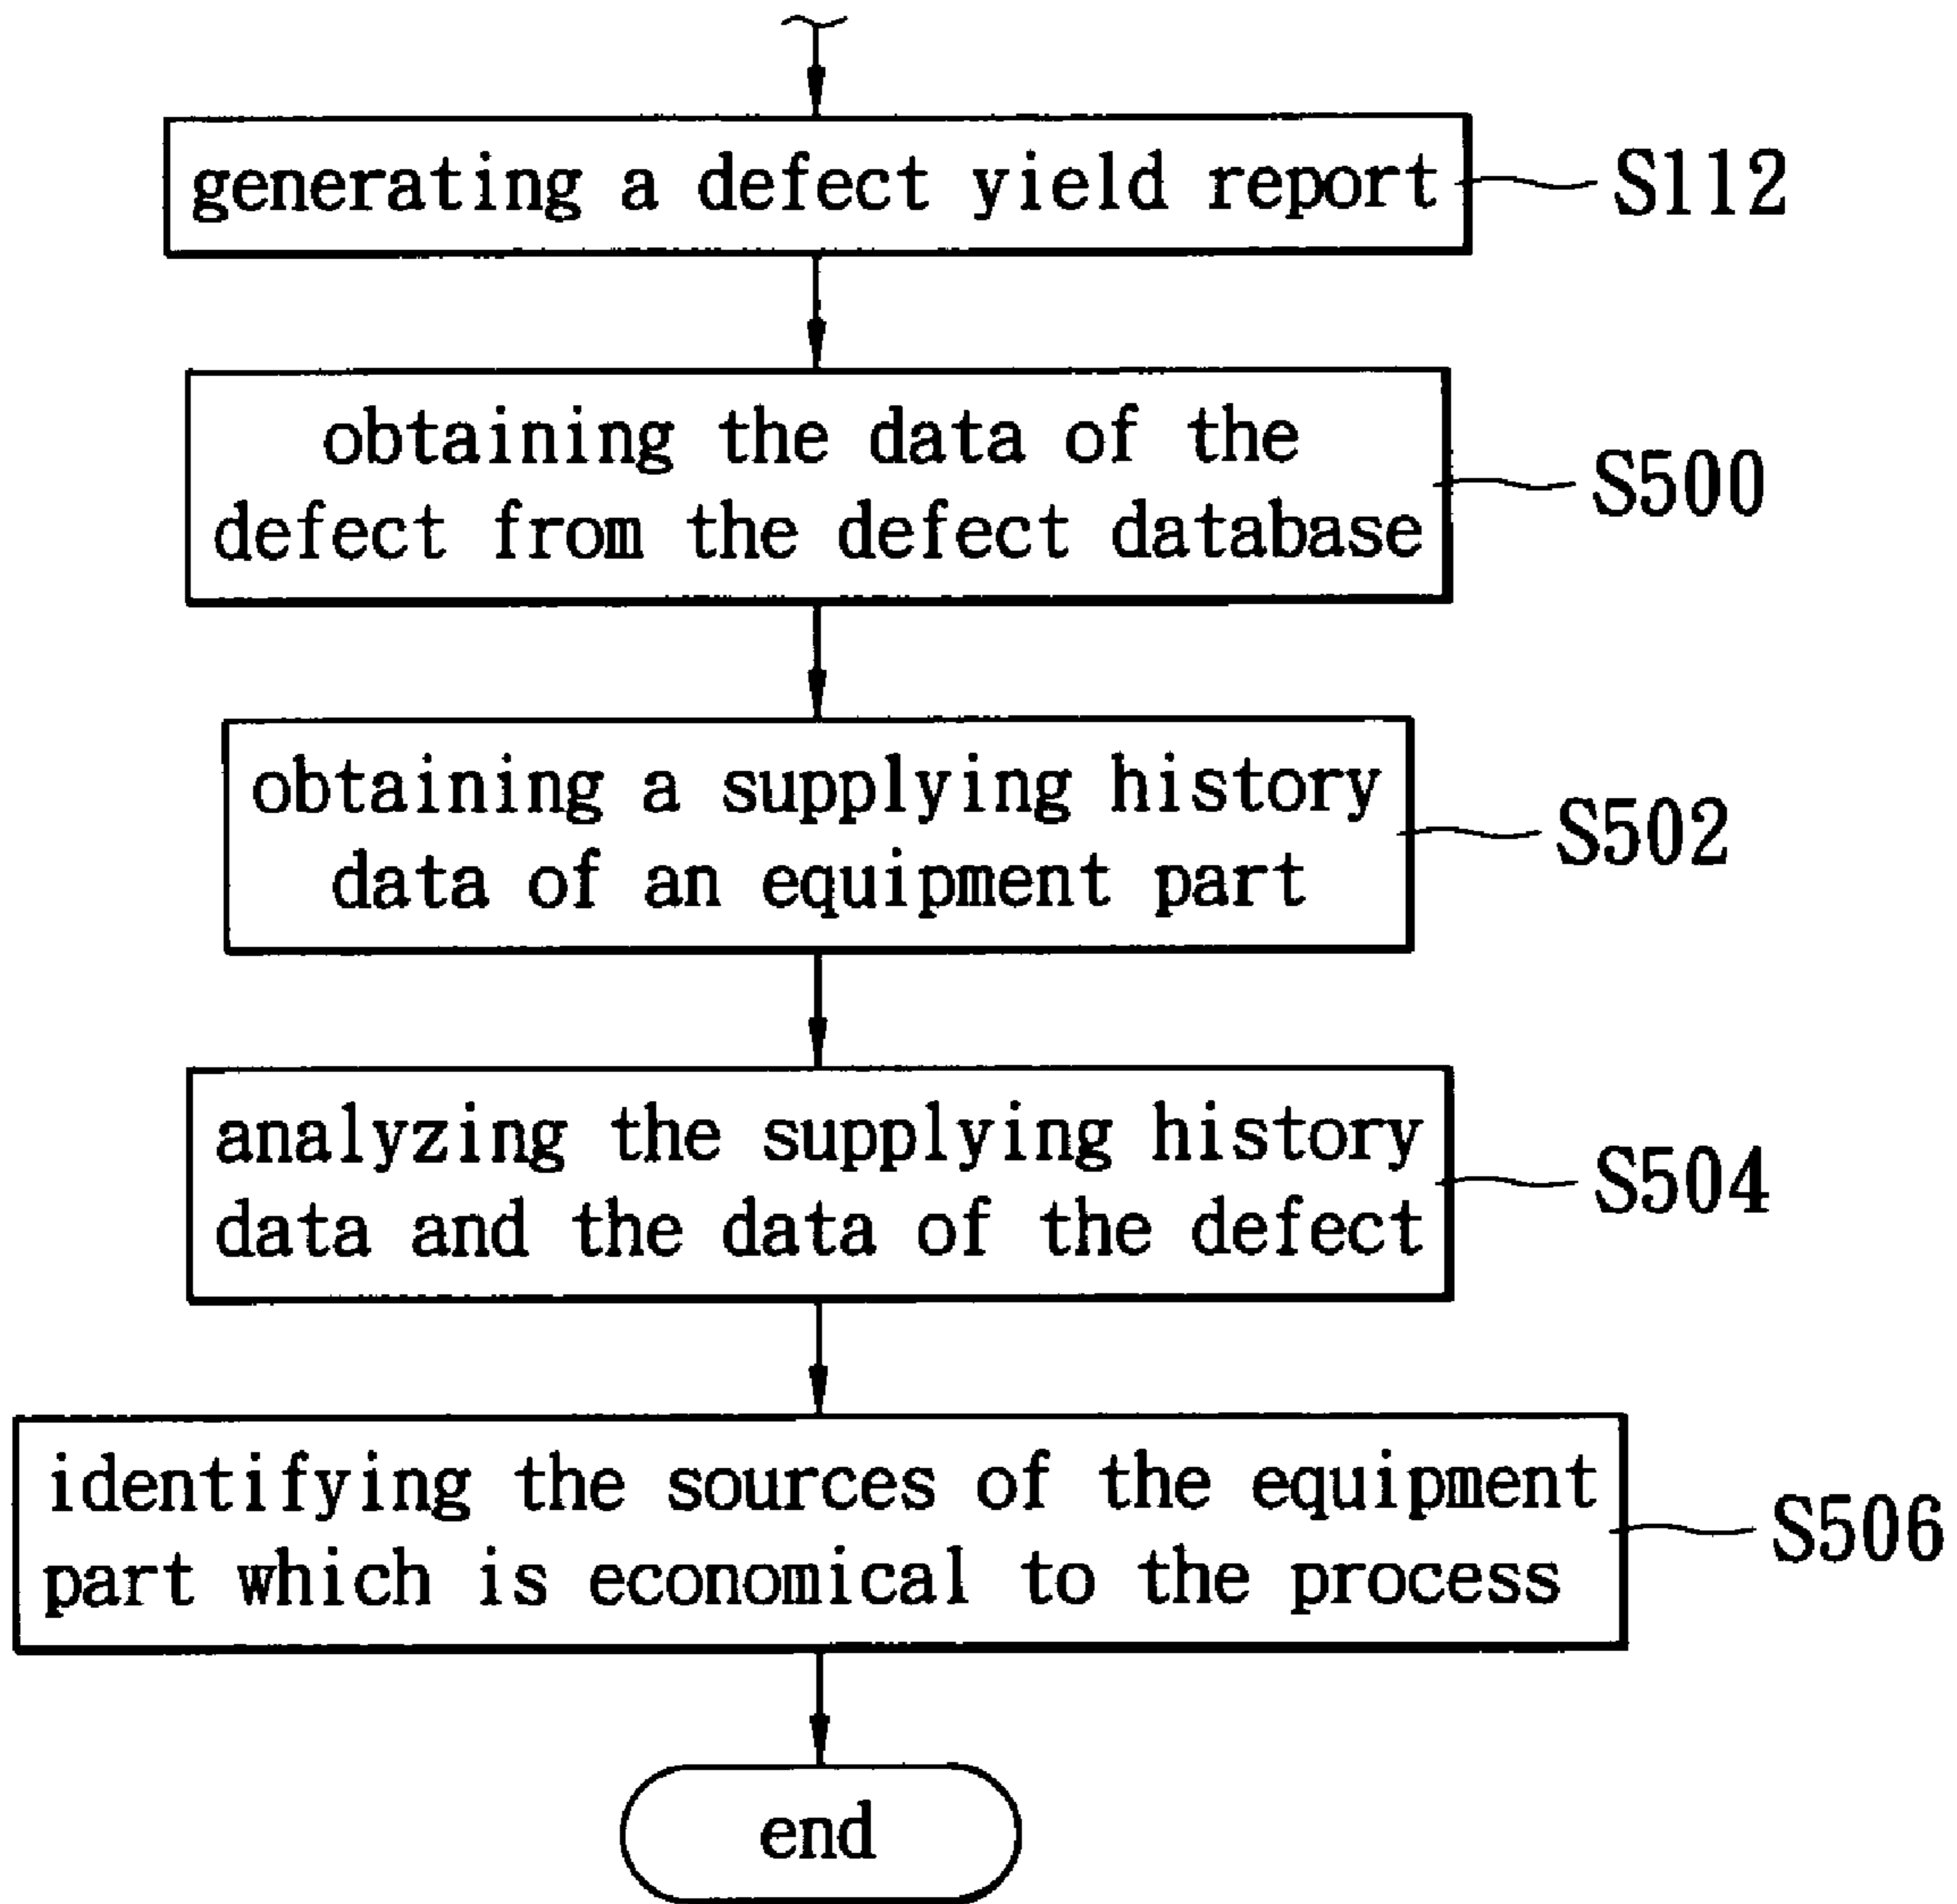 generating a defect yield report
S112
obtaining the data of the
defect from the defect database
S500
obtaining a supplying history
data of an equipment part
S502
analyzing the supplying history
data and the data of the defect
S504
identifying the sources of the equipment
part which is economical to the process
S506
end